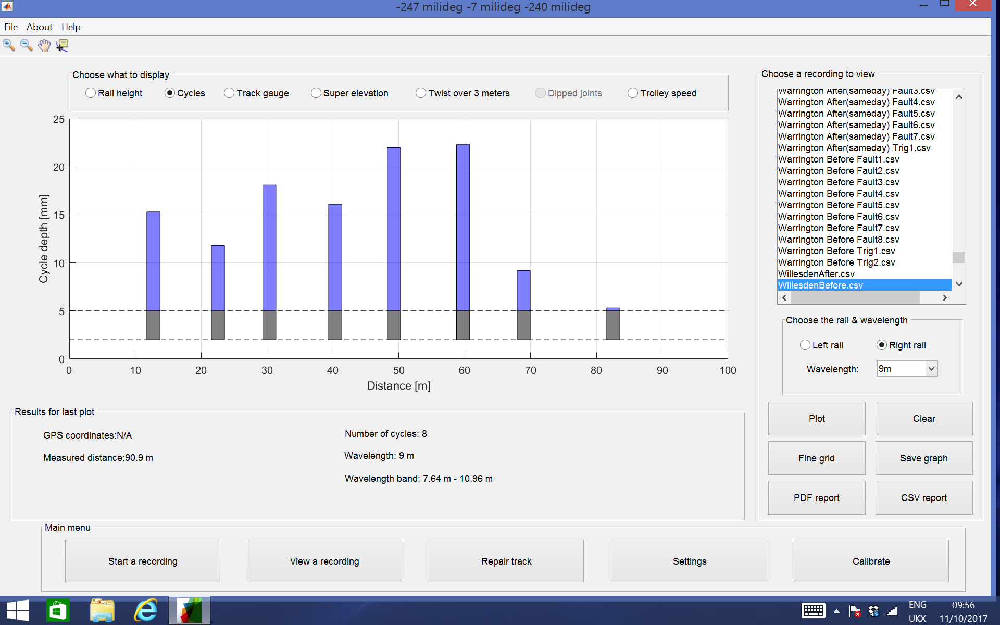 -247 milideg -7 milideg -240 milideg
File About Help
Choose what to display
Rail height Cycles Track gauge Super elevation Twist over 3 meters Dipped joints Trolley speed
25
20
15
10
5
0
Cycle depth [mm]
0 10 20 30 40 50 60 70 80 90 100
Distance [m]
Choose a recording to view
Warrington After(sameday) Fault3.csv
Warrington After(sameday) Fault4.csv
Warrington After(sameday) Fault5.csv
Warrington After(sameday) Fault6.csv
Warrington After(sameday) Fault7.csv
Warrington After(sameday) Trig1.csv
Warrington Before Fault1.csv
Warrington Before Fault2.csv
Warrington Before Fault3.csv
Warrington Before Fault4.csv
Warrington Before Fault5.csv
Warrington Before Fault6.csv
Warrington Before Fault7.csv
Warrington Before Fault8.csv
Warrington Before Trig1.csv
Warrington Before Trig2.csv
WillesdenAfter.csv
WillesdenBefore.csv
Choose the rail & wavelength
Left rail Right rail
Wavelength: 9m
Plot Clear
Fine grid Save graph
PDF report CSV report
Results for last plot
GPS coordinates:N/A
Measured distance:90.9 m
Number of cycles: 8
Wavelength: 9 m
Wavelength band: 7.64 m - 10.96 m
Main menu
Start a recording View a recording Repair track Settings Calibrate
ENG 09:56
UKX 11/10/2017